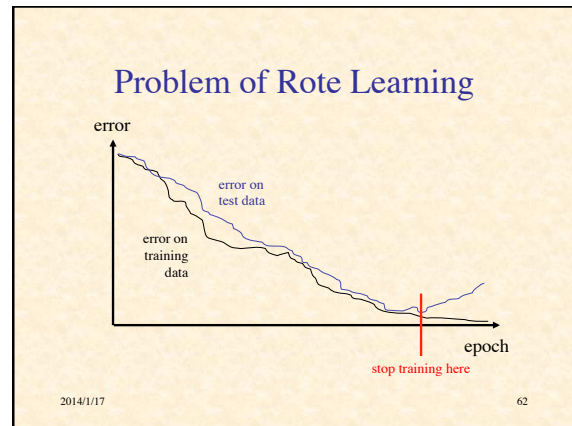 Problem of Rote Learning
error
error on
test data
error on
training
data
epoch
stop training here
2014/1/17
62